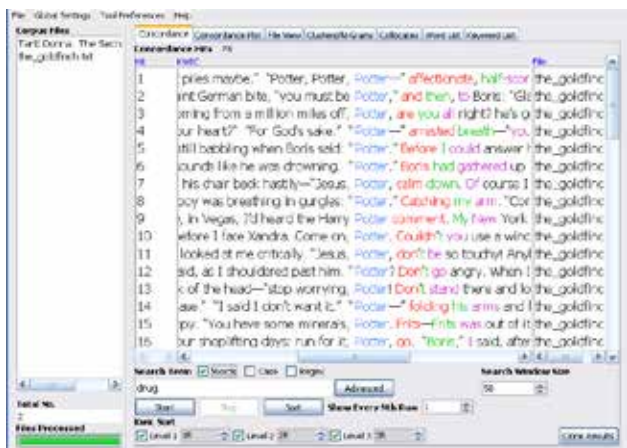 File Global Settings Tool Preferences Help
Corpus Files
Tartt Donna. The Secr
the_goldfinch.txt
Concordance Concordance Plot File View Clusters/N-Grams Collocates Word List Keyword List
Concordance Hits
Hit KWIC File
1 piles maybe." "Potter, Potter, Potter—" affectionate, half-scor the_goldfinc
2 ant German bite, "you must be Potter," and then, to Boris: "Gla the_goldfinc
3 oming from a million miles off, Potter, are you all right? he's g the_goldfinc
4 our heart?" "For God's sake." "Potter—" arrested breath—"you the_goldfinc
5 still babbling when Boris said: "Potter." Before I could answer h the_goldfinc
6 sounds like he was drowning. "Potter." Boris had gathered up the_goldfinc
7 his chair back hastily—"Jesus, Potter, calm down. Of course I the_goldfinc
8 boy was breathing in gurgles. "Potter." Catching my arm. "Cor the_goldfinc
9 , in Vegas, I'd heard the Harry Potter comment. My New York the_goldfinc
10 efore I face Xandra. Come on, Potter. Couldn't you use a winc the_goldfinc
11 looked at me critically. "Jesus, Potter, don't be so touchy! Anyl the_goldfinc
12 aid, as I shouldered past him. "Potter? Don't go angry. When I the_goldfinc
13 k of the head—"stop worrying, Potter! Don't stand there and lo the_goldfinc
14 ase." "I said I don't want it." "Potter—" folding his arms and l the_goldfinc
15 py. "You have some minerals, Potter. Frits—Frits was out of it the_goldfinc
16 our shoplifting days: run for it, Potter, go. "Boris," I said, after the_goldfinc
Search Term Words Case Regex Search Window Size
drug Advanced 50
Start Stop Sort Show Every Nth Row 1
Total No.
2
Files Processed
Kwic Sort
Level 1 Level 2 Level 3 Clone Results